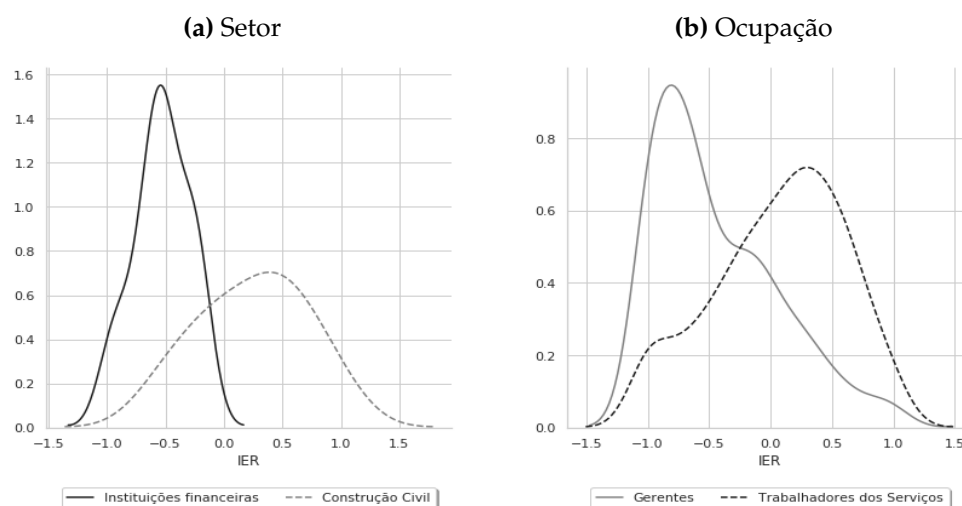 (a) Setor
(b) Ocupação
1.6
1.4
1.2
1.0
0.8
0.6
0.4
0.2
0.0
−1.5 −1.0 −0.5 0.0 0.5 1.0 1.5
IER
Instituições financeiras Construção Civil
0.8
0.6
0.4
0.2
0.0
−1.5 −1.0 −0.5 0.0 0.5 1.0 1.5
IER
Gerentes Trabalhadores dos Serviços